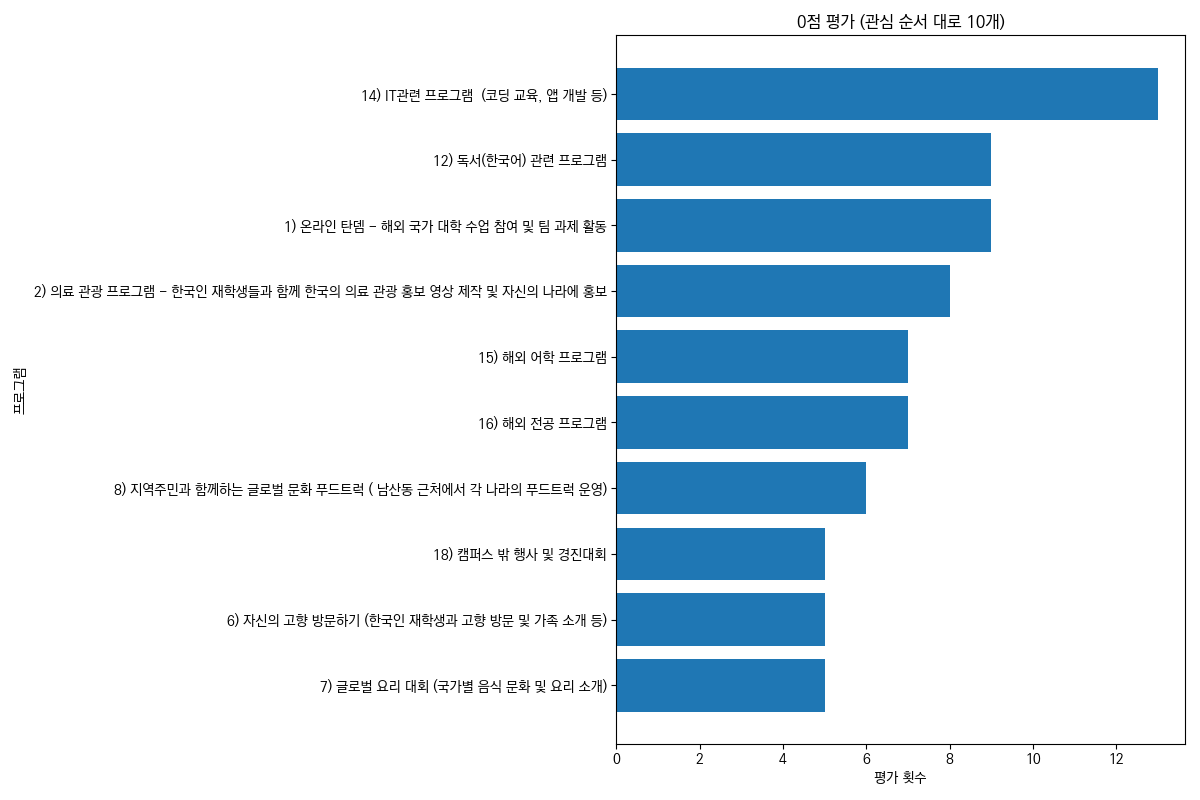 0점 평가 (관심 순서 대로 10개)
프로그램
14) IT관련 프로그램  (코딩 교육, 앱 개발 등)
12) 독서(한국어) 관련 프로그램
1) 온라인 탄뎀 - 해외 국가 대학 수업 참여 및 팀 과제 활동
2) 의료 관광 프로그램 - 한국인 재학생들과 함께 한국의 의료 관광 홍보 영상 제작 및 자신의 나라에 홍보
15) 해외 어학 프로그램
16) 해외 전공 프로그램
8) 지역주민과 함께하는 글로벌 문화 푸드트럭 ( 남산동 근처에서 각 나라의 푸드트럭 운영)
18) 캠퍼스 밖 행사 및 경진대회
6) 자신의 고향 방문하기 (한국인 재학생과 고향 방문 및 가족 소개 등)
7) 글로벌 요리 대회 (국가별 음식 문화 및 요리 소개)
0 2 4 6 8 10 12
평가 횟수